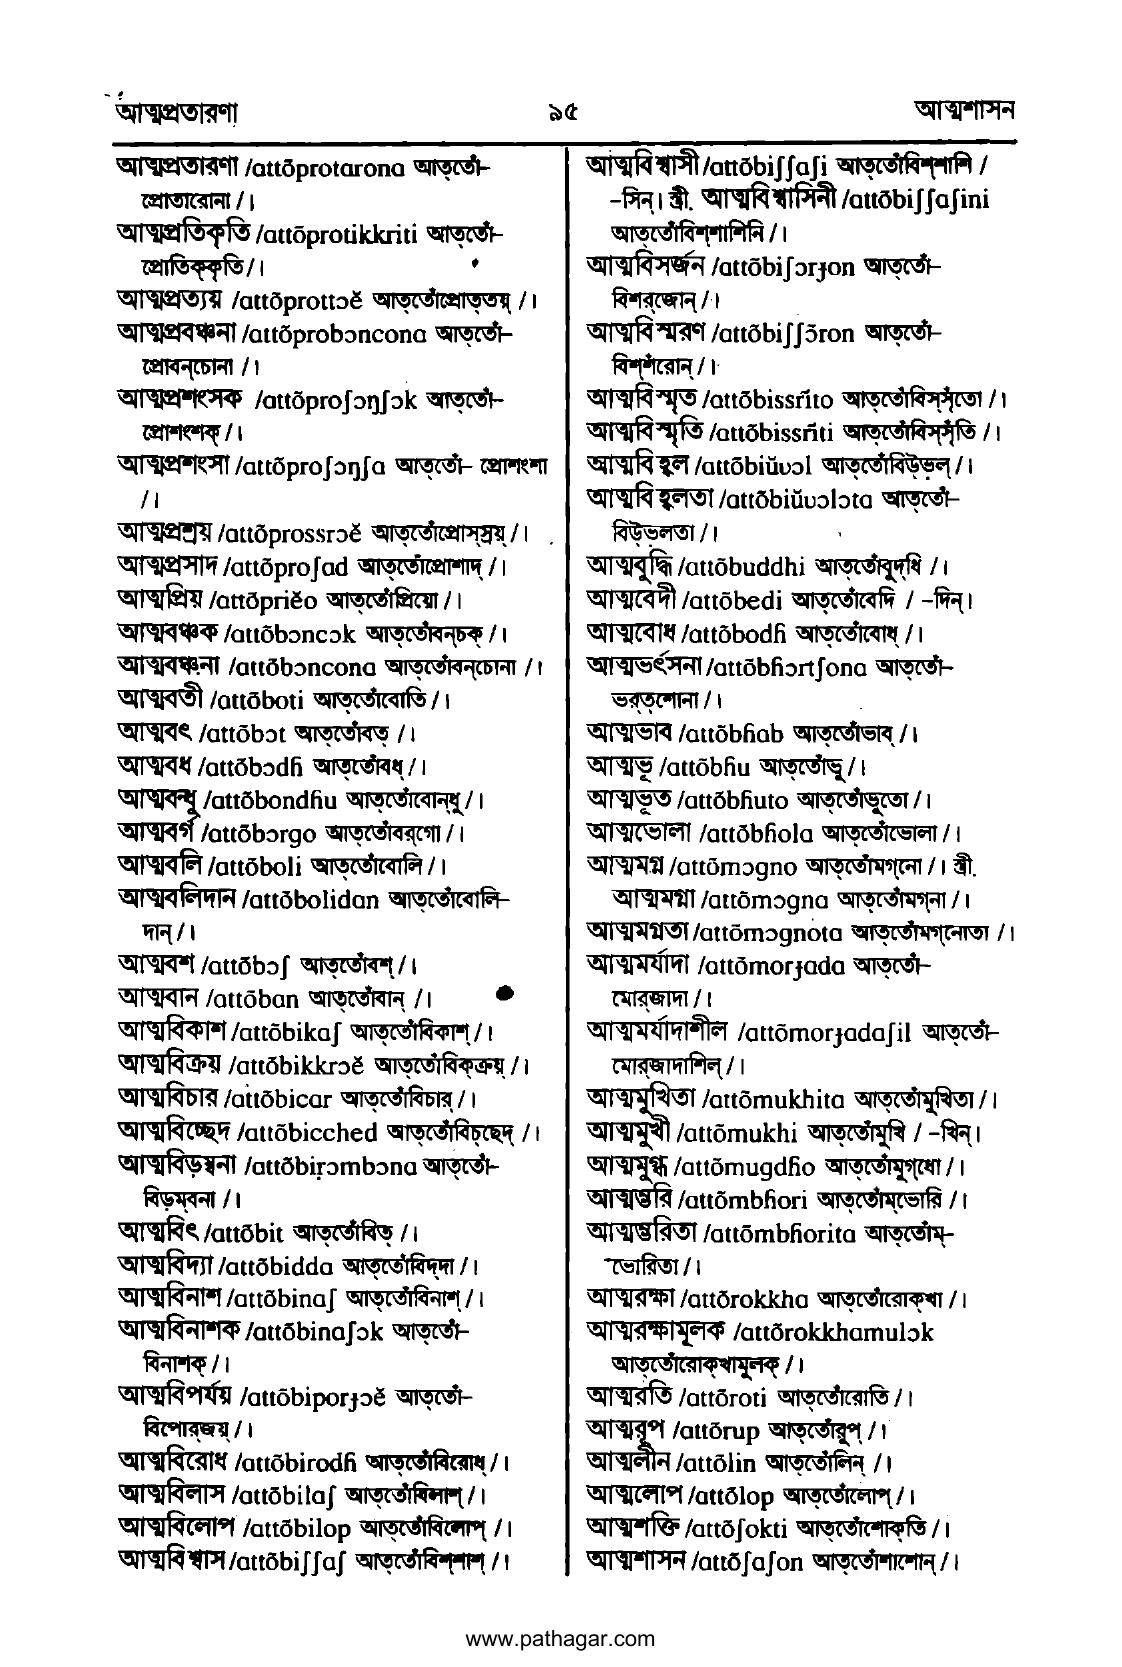 আত্মপ্রতারণা ৯৫ আত্মশাসন
আত্মপ্রতারণা /attõprotarona আত্‌তোঁ–
প্রোতারোনা / ।
আত্মপ্রতিকৃতি /attõprotikkriti আত্‌তোঁ–
প্রোতিক্‌কৃতি / ।
আত্মপ্রত্যয় /attõprottɔĕ আত্‌তোঁপ্রোত্‌তয়্ / ।
আত্মপ্রবঞ্চনা /attõprobɔncona আত্‌তোঁ–
প্রোবন্‌চোনা / ।
আত্মপ্রশংসক /attõproʃɔŋʃɔk আত্‌তোঁ–
প্রোশংশক্ / ।
আত্মপ্রশংসা /attõproʃɔŋʃa আত্‌তোঁ– প্রোশংশা
/ ।
আত্মপ্রশ্রয় /attõprossrɔĕ আত্‌তোঁপ্রোস্‌স্রয়্ / ।
আত্মপ্রসাদ /attõproʃad আত্‌তোঁপ্রোশাদ্ / ।
আত্মপ্রিয় /attõpriĕo আত্‌তোঁপ্রিয়ো / ।
আত্মবঞ্চক /attõbɔncɔk আত্‌তোঁবন্‌চক্ / ।
আত্মবঞ্চনা /attõbɔncona আত্‌তোঁবন্‌চোনা / ।
আত্মবতী /attõboti আত্‌তোঁবোতি / ।
আত্মবৎ /attõbɔt আত্‌তোঁবত্ / ।
আত্মবধ /attõbɔdɦ আত্‌তোঁবধ্ / ।
আত্মবন্ধু /attõbondɦu আত্‌তোঁবোন্‌ধু / ।
আত্মবর্গ /attõbɔrgo আত্‌তোঁবর্‌গো / ।
আত্মবলি /attõboli আত্‌তোঁবোলি / ।
আত্মবলিদান /attõbolidan আত্‌তোঁবোলি–
দান্ / ।
আত্মবশ /attõbɔʃ আত্‌তোঁবশ্ / ।
আত্মবান /attõban আত্‌তোঁবান্ / ।
আত্মবিকাশ /attõbikaʃ আত্‌তোঁবিকাশ্ / ।
আত্মবিক্রয় /attõbikkrɔĕ আত্‌তোঁবিক্‌ক্রয়্ / ।
আত্মবিচার /attõbicar আত্‌তোঁবিচার্ / ।
আত্মবিচ্ছেদ /attõbicched আত্‌তোঁবিচ্‌ছেদ্ / ।
আত্মবিড়ম্বনা /attõbiṛɔmbɔna আত্‌তোঁ–
বিড়ম্‌বনা / ।
আত্মবিৎ /attõbit আত্‌তোঁবিত্ / ।
আত্মবিদ্যা /attõbidda আত্‌তোঁবিদ্‌দা / ।
আত্মবিনাশ /attõbinaʃ আত্‌তোঁবিনাশ্ / ।
আত্মবিনাশক /attõbinaʃɔk আত্‌তোঁ–
বিনাশক্ / ।
আত্মবিপর্যয় /attõbiporɟɔĕ আত্‌তোঁ–
বিপোর্‌জয়্ / ।
আত্মবিরোধ /attõbirodɦ আত্‌তোঁবিরোধ্ / ।
আত্মবিলাস /attõbilaʃ আত্‌তোঁবিলাশ্ / ।
আত্মবিলোপ /attõbilop আত্‌তোঁবিলোপ্ / ।
আত্মবিশ্বাস /attõbiʃʃaʃ আত্‌তোঁবিশ্‌শাশ্ / ।
আত্মবিশ্বাসী /attõbiʃʃaʃi আত্‌তোঁবিশ্‌শাশি /
–সিন্। স্ত্রী. আত্মবিশ্বাসিনী /attõbiʃʃaʃini
আত্‌তোঁবিশ্‌শাশিনি / ।
আত্মবিসর্জন /attõbiʃɔrɟon আত্‌তোঁ–
বিশর্‌জোন্ / ।
আত্মবিস্মরণ /attõbiʃʃɔ̃ron আত্‌তোঁ–
বিশ্‌শঁরোন্ / ।
আত্মবিস্মৃত /attõbissrĩto আত্‌তোঁবিস্‌সৃঁতো / ।
আত্মবিস্মৃতি /attõbissrĩti আত্‌তোঁবিস্‌সৃঁতি / ।
আত্মবিহ্বল /attõbiŭʋɔl আত্‌তোঁবিউ্‌ভল্ / ।
আত্মবিহ্বলতা /attõbiŭʋɔlɔta আত্‌তোঁ–
বিউ্‌ভলতা / ।
আত্মবুদ্ধি /attõbuddhi আত্‌তোঁবুদ্‌ধি / ।
আত্মবেদী /attõbedi আত্‌তোঁবেদি / –দিন্।
আত্মবোধ /attõbodɦ আত্‌তোঁবোধ্ / ।
আত্মভর্ৎসনা /attõbɦɔrtʃona আত্‌তোঁ–
ভর্‌ত্‌শোনা / ।
আত্মভাব /attõbɦab আত্‌তোঁভাব্ / ।
আত্মভূ /attõbɦu আত্‌তোঁভু / ।
আত্মভূত /attõbɦuto আত্‌তোঁভুতো / ।
আত্মভোলা /attõbɦola আত্‌তোঁভোলা / ।
আত্মমগ্ন /attõmɔgno আত্‌তোঁমগ্‌নো / । স্ত্রী.
আত্মমগ্না /attõmɔgna আত্‌তোঁমগ্‌না / ।
আত্মমগ্নতা /attõmɔgnota আত্‌তোঁমগ্‌নোতা / ।
আত্মমর্যাদা /attõmorɟada আত্‌তোঁ–
মোর্‌জাদা / ।
আত্মমর্যাদাশীল /attõmorɟadaʃil আত্‌তোঁ–
মোর্‌জাদাশিল্ / ।
আত্মমুখিতা /attõmukhita আত্‌তোঁমুখিতা / ।
আত্মমুখী /attõmukhi আত্‌তোঁমুখি / –খিন্।
আত্মমুগ্ধ /attõmugdɦo আত্‌তোঁমুগ্‌ধো / ।
আত্মম্ভরি /attõmbɦori আত্‌তোঁম্‌ভোরি / ।
আত্মম্ভরিতা /attõmbɦorita আত্‌তোঁম্–
ভোরিতা / ।
আত্মরক্ষা /attõrokkha আত্‌তোঁরোক্‌খা / ।
আত্মরক্ষামূলক /attõrokkhamulɔk
আত্‌তোঁরোক্‌খামুলক্ / ।
আত্মরতি /attõroti আত্‌তোঁরোতি / ।
আত্মরূপ /attõrup আত্‌তোঁরুপ্ / ।
আত্মলীন /attõlin আত্‌তোঁলিন্ / ।
আত্মলোপ /attõlop আত্‌তোঁলোপ্ / ।
আত্মশক্তি /attõʃokti আত্‌তোঁশোক্‌তি / ।
আত্মশাসন /attõʃaʃon আত্‌তোঁশাশোন্ / ।
www.pathagar.com